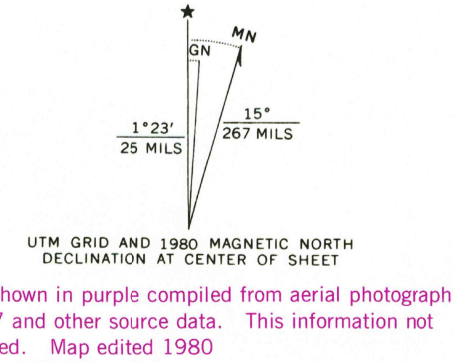 ★
MN
GN
1°23′
25 MILS
15°
267 MILS
UTM GRID AND 1980 MAGNETIC NORTH
DECLINATION AT CENTER OF SHEET
hown in purple compiled from aerial photograph
7 and other source data. This information not
ed. Map edited 1980